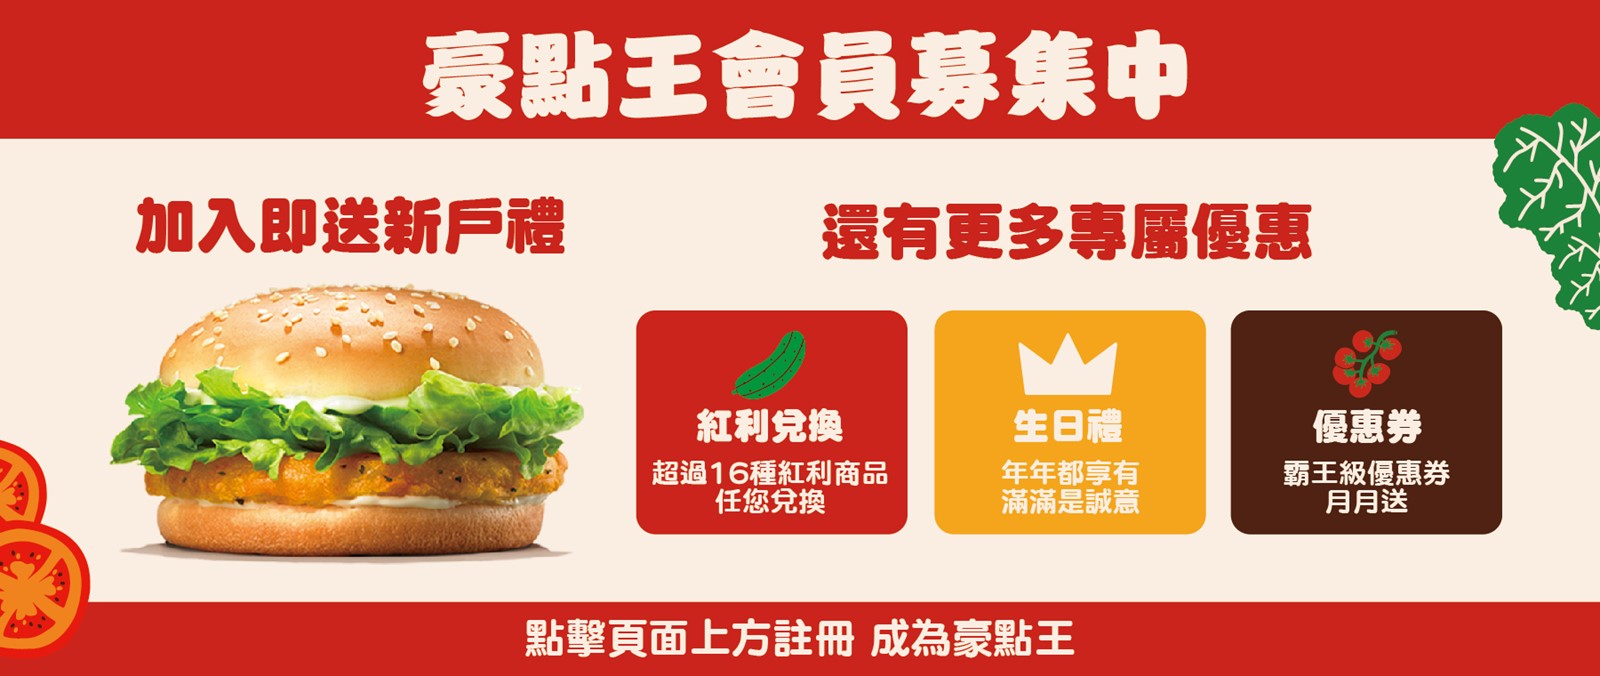 豪點王會員募集中
加入即送新戶禮
還有更多專屬優惠
紅利兌換
超過16種紅利商品
任您兌換
生日禮
年年都享有
滿滿是誠意
優惠券
霸王級優惠券
月月送
點擊頁面上方註冊 成為豪點王